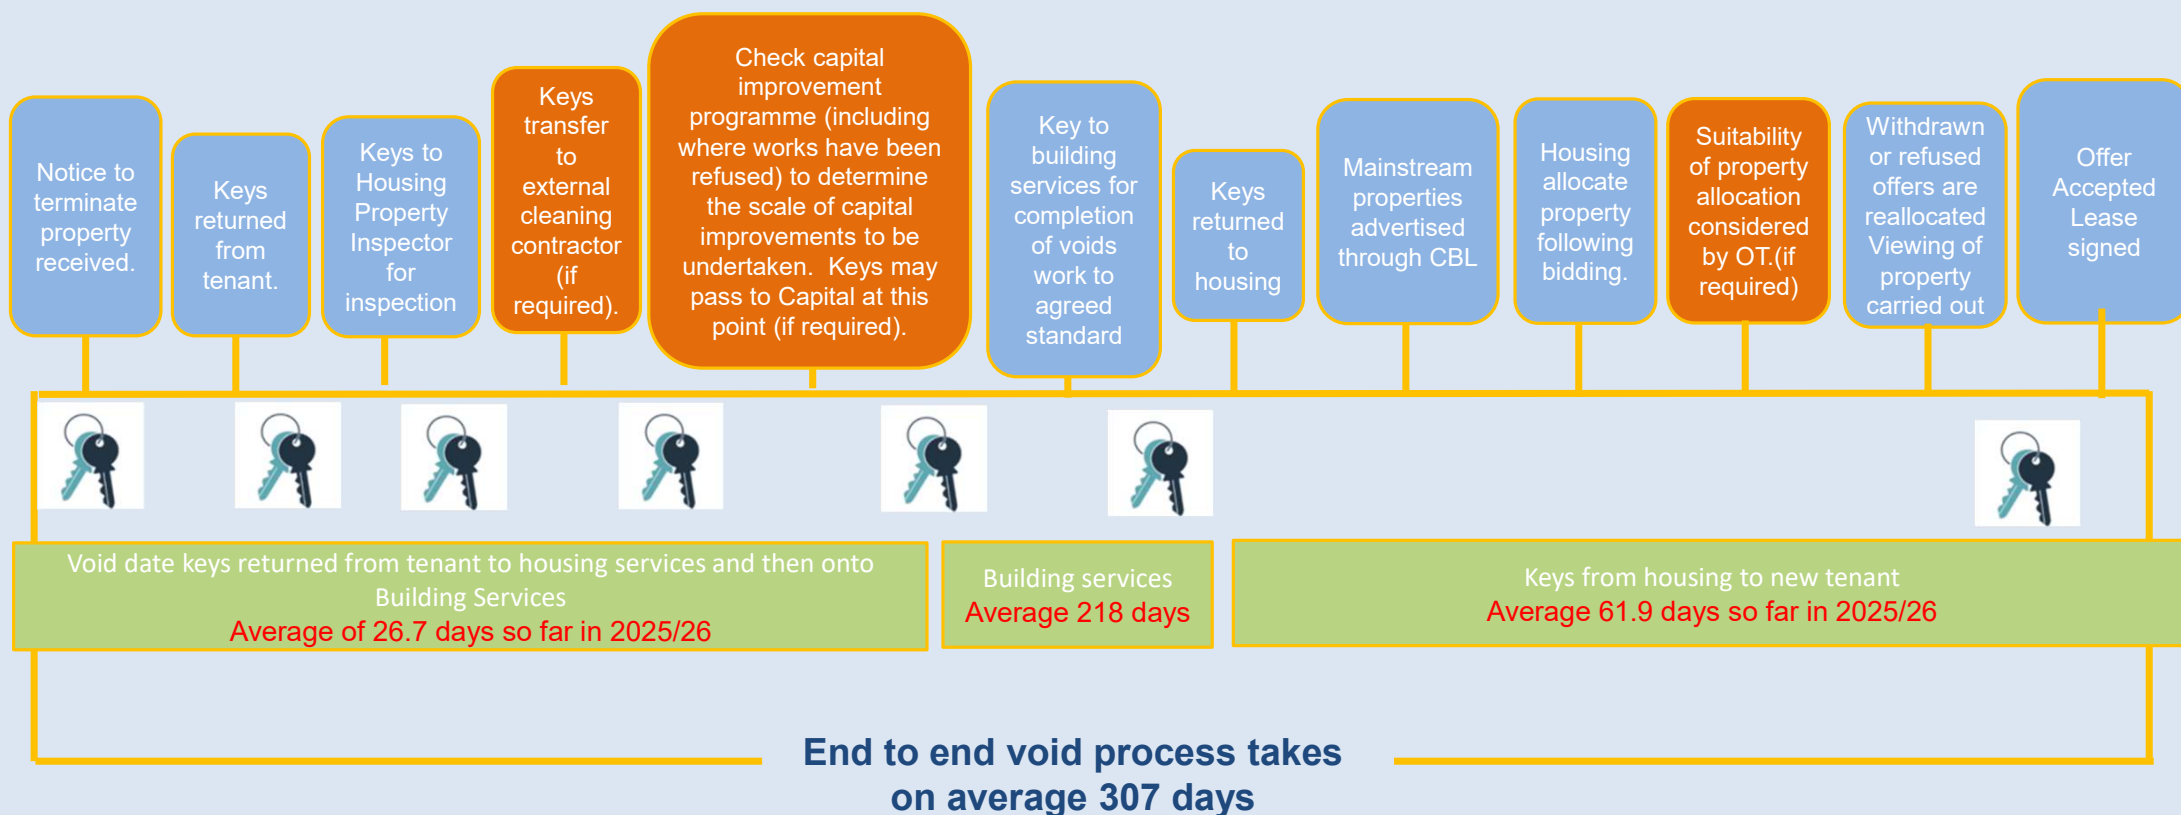 Notice to
terminate
property
received.
Keys
returned
from
tenant.
Keys to
Housing
Property
Inspector
for
inspection
Keys
transfer
to
external
cleaning
contractor
(if
required).
Check capital
improvement
programme (including
where works have been
refused) to determine
the scale of capital
improvements to be
undertaken.  Keys may
pass to Capital at this
point (if required).
Key to
building
services for
completion
of voids
work to
agreed
standard
Keys
returned
to
housing
Mainstream
properties
advertised
through CBL
Housing
allocate
property
following
bidding.
Suitability
of property
allocation
considered
by OT.(if
required)
Withdrawn
or refused
offers are
reallocated
Viewing of
property
carried out
Offer
Accepted
Lease
signed
Void date keys returned from tenant to housing services and then onto
Building Services
Average of 26.7 days so far in 2025/26
Building services
Average 218 days
Keys from housing to new tenant
Average 61.9 days so far in 2025/26
End to end void process takes
on average 307 days